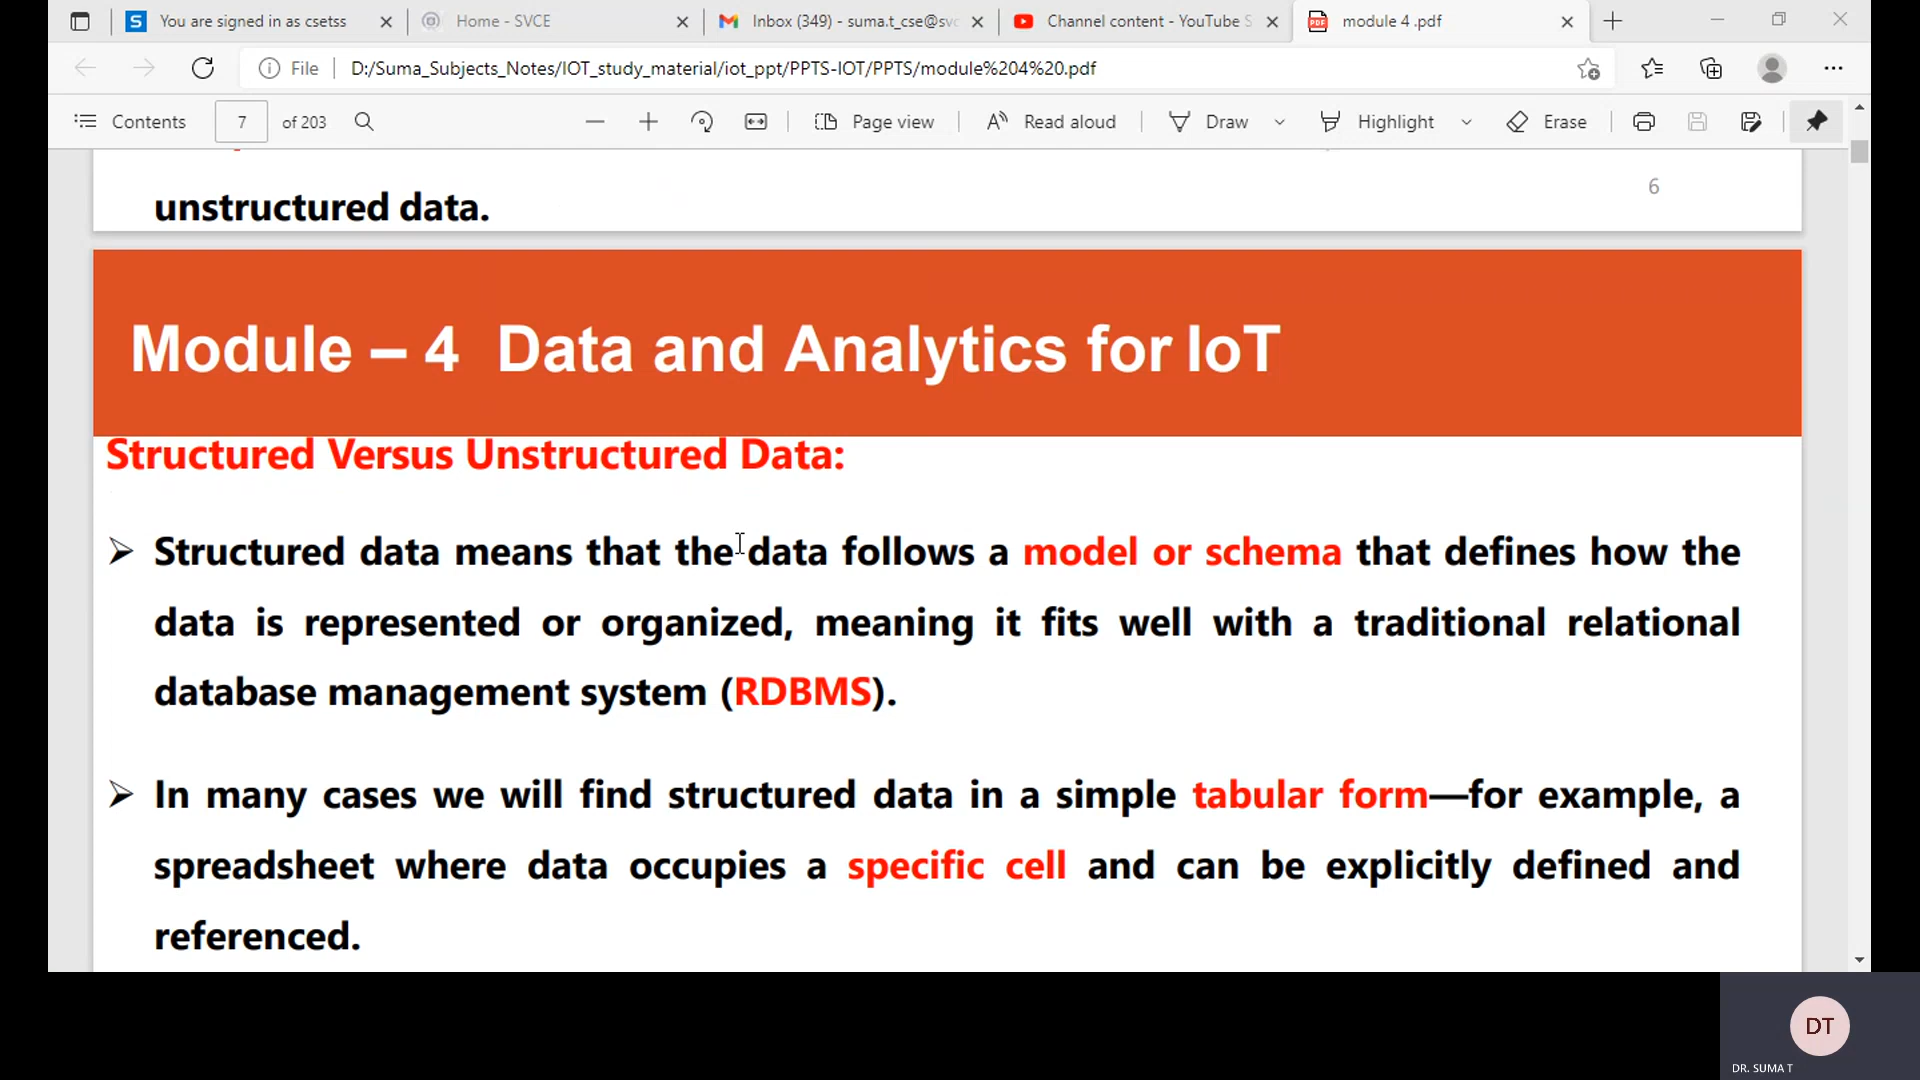 You are signed in as csetss
Home - SVCE
Inbox (349) - suma.t_cse@svc
Channel content - YouTube S
module 4 .pdf
File
D:/Suma_Subjects_Notes/IOT_study_material/iot_ppt/PPTS-IOT/PPTS/module%204%20.pdf
Contents
7
of 203
Page view
Read aloud
Draw
Highlight
Erase
unstructured data.
6
Module – 4 Data and Analytics for IoT
Structured Versus Unstructured Data:
➢ Structured data means that the data follows a model or schema that defines how the
data is represented or organized, meaning it fits well with a traditional relational
database management system (RDBMS).
➢ In many cases we will find structured data in a simple tabular form—for example, a
spreadsheet where data occupies a specific cell and can be explicitly defined and
referenced.
DT
DR. SUMA T